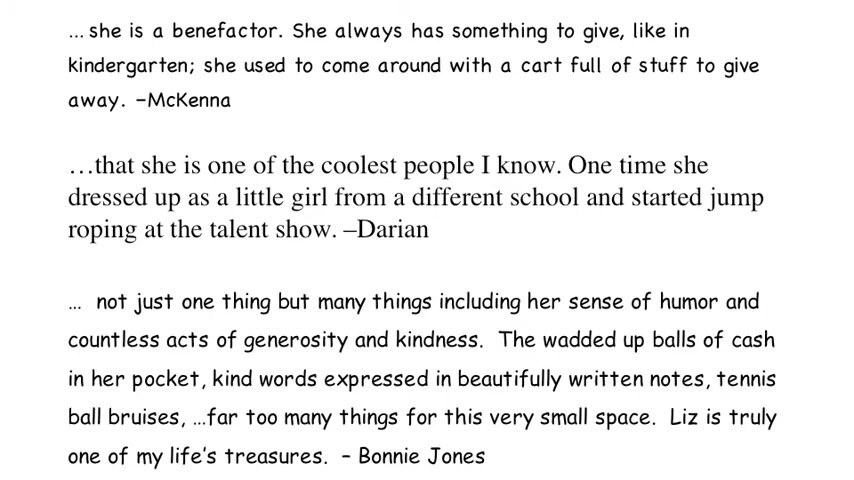 ... she is a benefactor. She always has something to give, like in
kindergarten; she used to come around with a cart full of stuff to give
away. –McKenna
…that she is one of the coolest people I know. One time she
dressed up as a little girl from a different school and started jump
roping at the talent show. –Darian
… not just one thing but many things including her sense of humor and
countless acts of generosity and kindness. The wadded up balls of cash
in her pocket, kind words expressed in beautifully written notes, tennis
ball bruises, …far too many things for this very small space. Liz is truly
one of my life's treasures. – Bonnie Jones